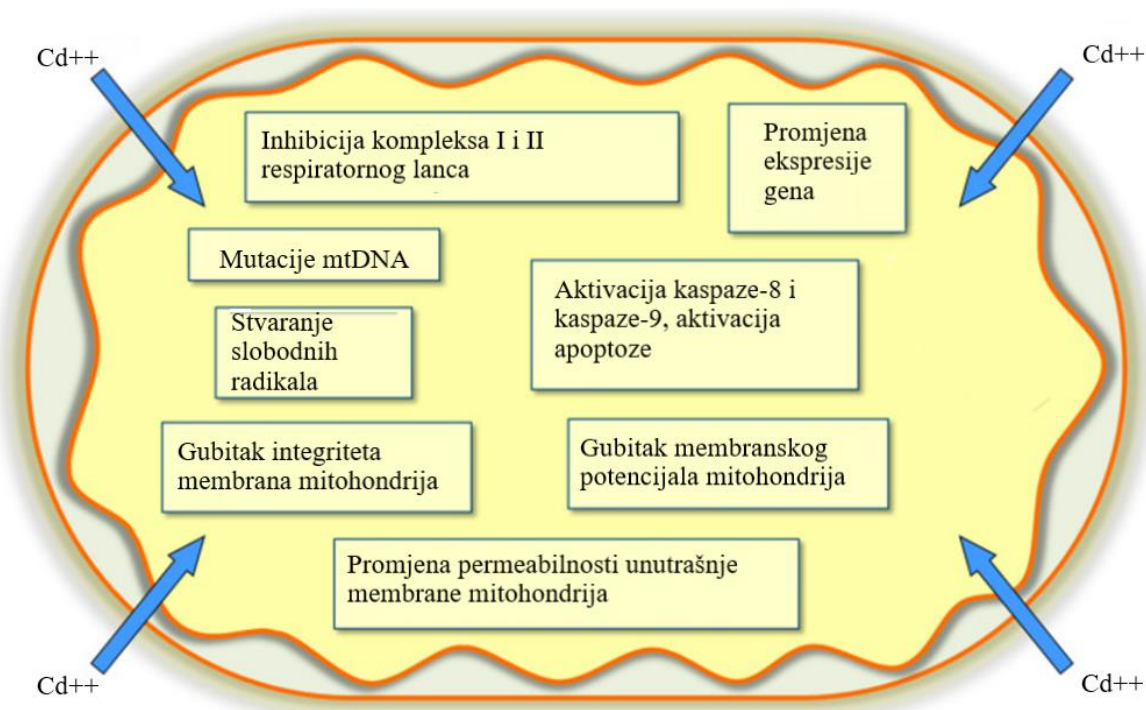 Cd++
Cd++
Inhibicija kompleksa I i II
respiratornog lanca
Promjena
ekspresije
gena
Mutacije mtDNA
Aktivacija kaspaze-8 i
kaspaze-9, aktivacija
apoptoze
Stvaranje
slobodnih
radikala
Gubitak integriteta
membrana mitohondrija
Gubitak membranskog
potencijala mitohondrija
Promjena permeabilnosti unutrašnje
membrane mitohondrija
Cd++
Cd++